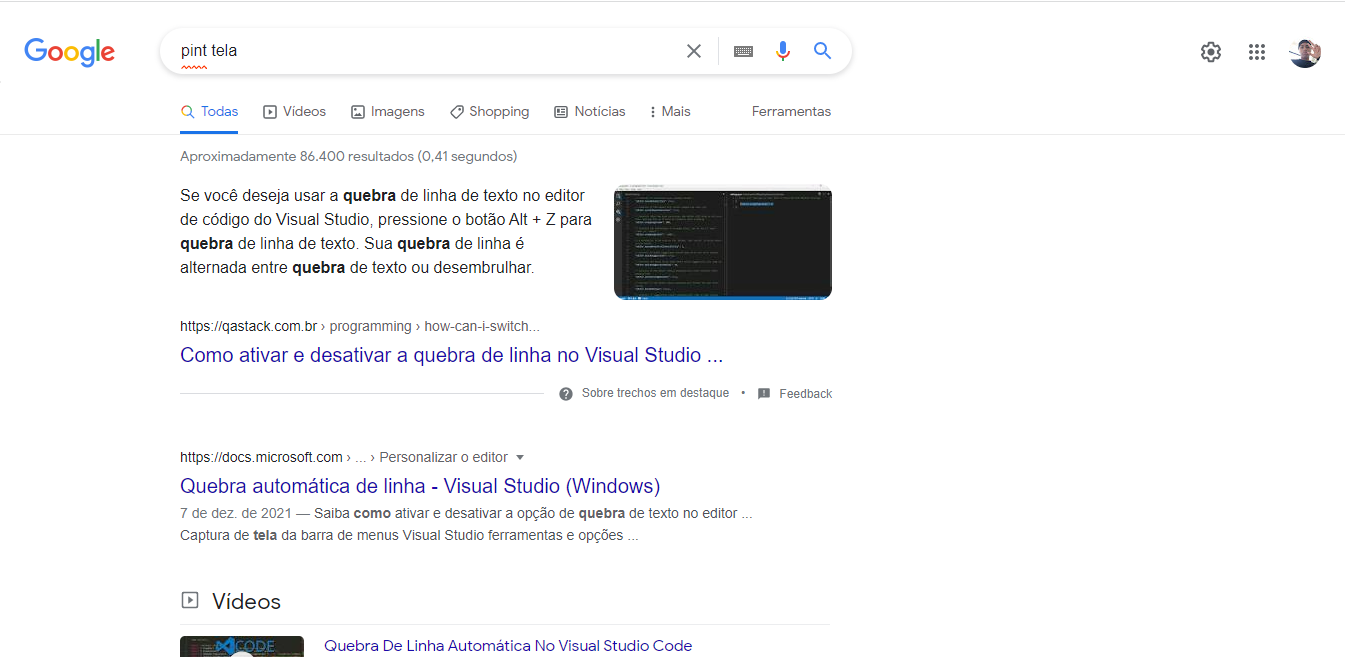 Google
pint tela
Todas
Vídeos
Imagens
Shopping
Notícias
Mais
Ferramentas
Aproximadamente 86.400 resultados (0,41 segundos)
Se você deseja usar a quebra de linha de texto no editor
de código do Visual Studio, pressione o botão Alt + Z para
quebra de linha de texto. Sua quebra de linha é
alternada entre quebra de texto ou desembrulhar.
https://qastack.com.br › programming › how-can-i-switch...
Como ativar e desativar a quebra de linha no Visual Studio ...
Sobre trechos em destaque • Feedback
https://docs.microsoft.com › ... › Personalizar o editor
Quebra automática de linha - Visual Studio (Windows)
7 de dez. de 2021 — Saiba como ativar e desativar a opção de quebra de texto no editor ...
Captura de tela da barra de menus Visual Studio ferramentas e opções ...
Vídeos
CODE
Quebra De Linha Automática No Visual Studio Code